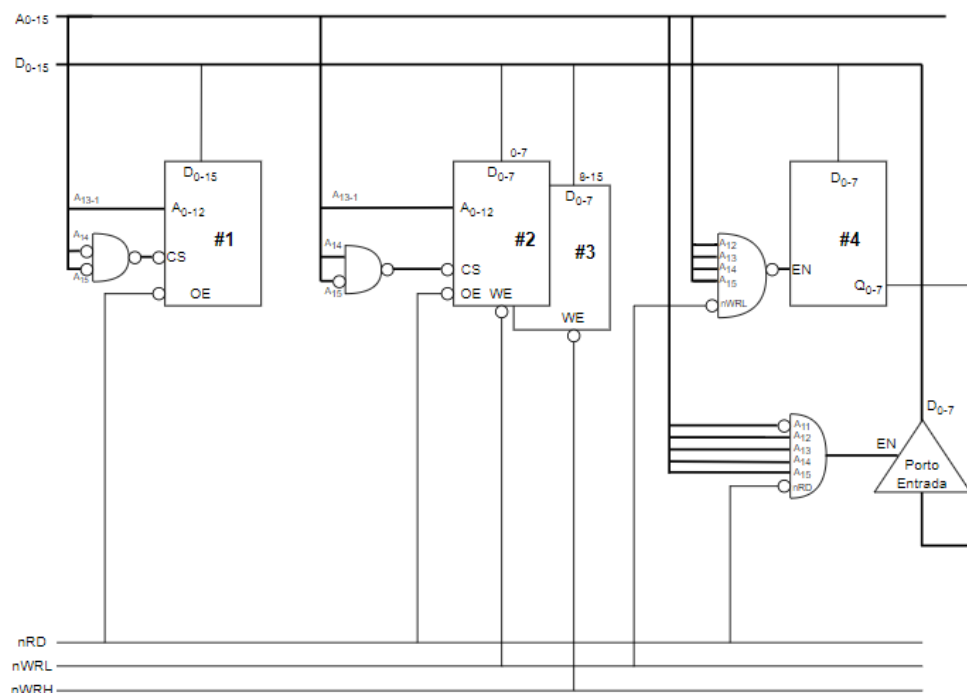 A0-15
D0-15
D0-15
A13-1
A0-12
#1
A14
A15
CS
OE
0-7
D0-7
8-15
D0-7
A13-1
A0-12
#2
#3
A14
A15
CS
OE
WE
WE
D0-7
#4
A12
A13
A14
A15
nWRL
EN
Q0-7
A11
A12
A13
A14
A15
nRD
EN
D0-7
Porto
Entrada
nRD
nWRL
nWRH